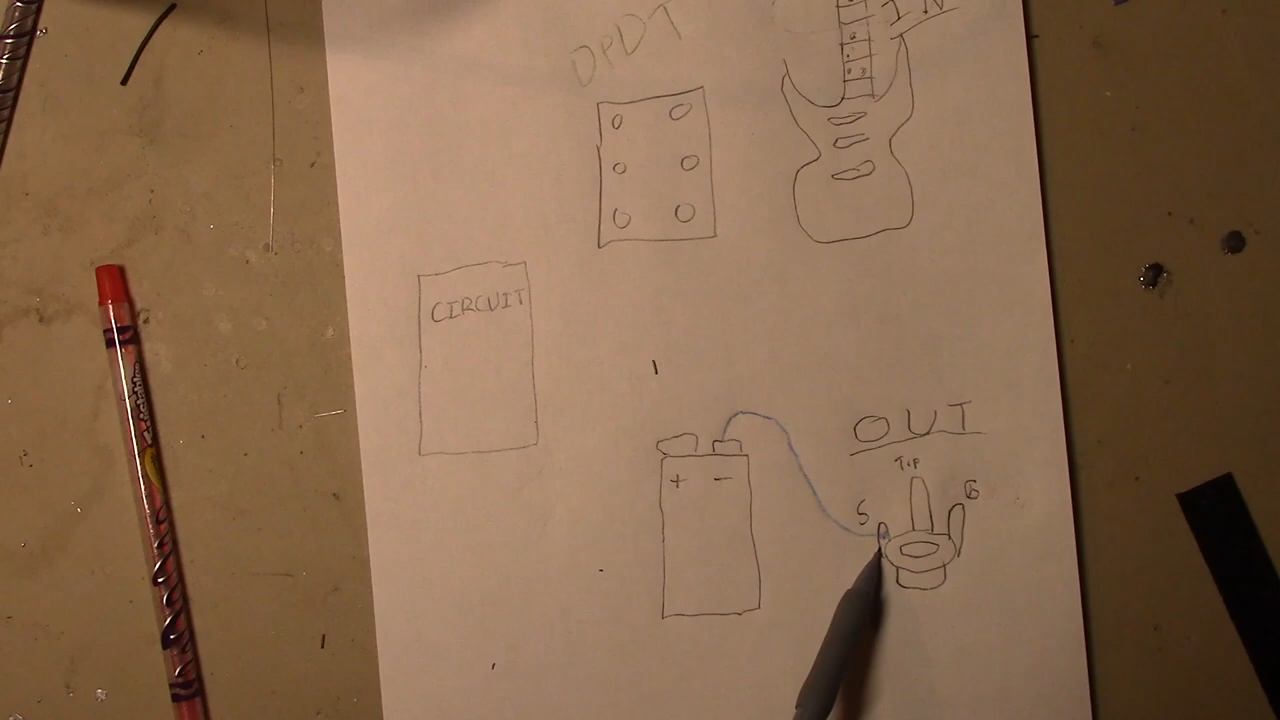 DPDT
IN
CIRCUIT
OUT
TIP
+ -
S
G